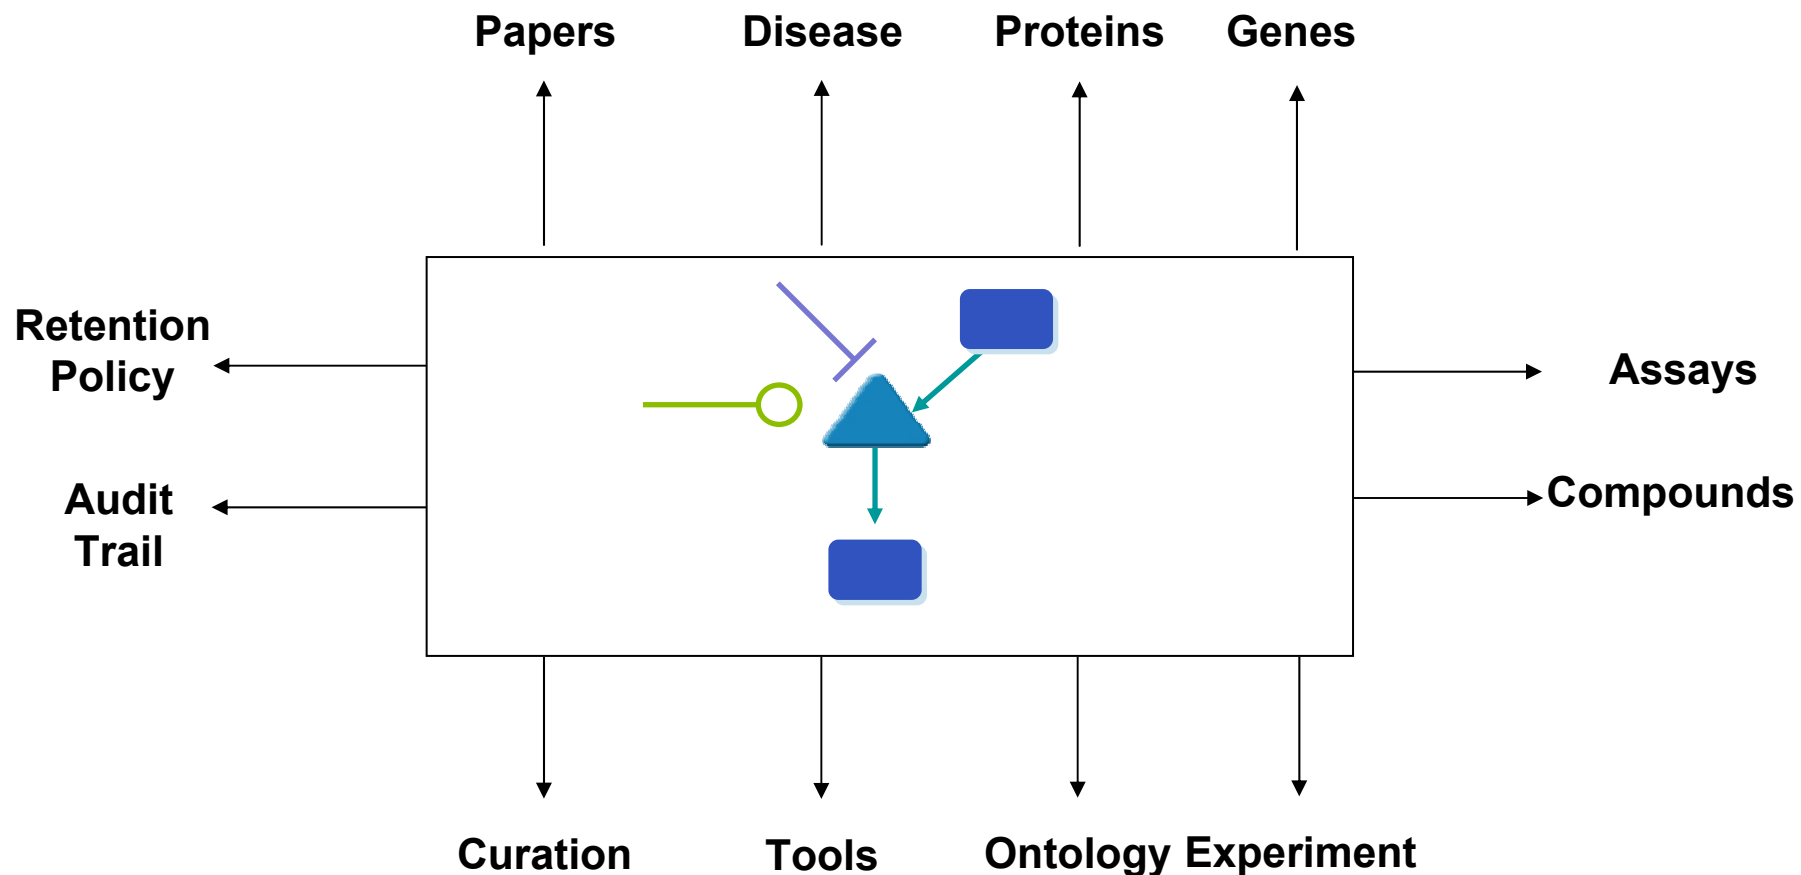 Papers
Disease
Proteins
Genes
Retention
Policy
Assays
Audit
Trail
Compounds
Curation
Tools
Ontology
Experiment